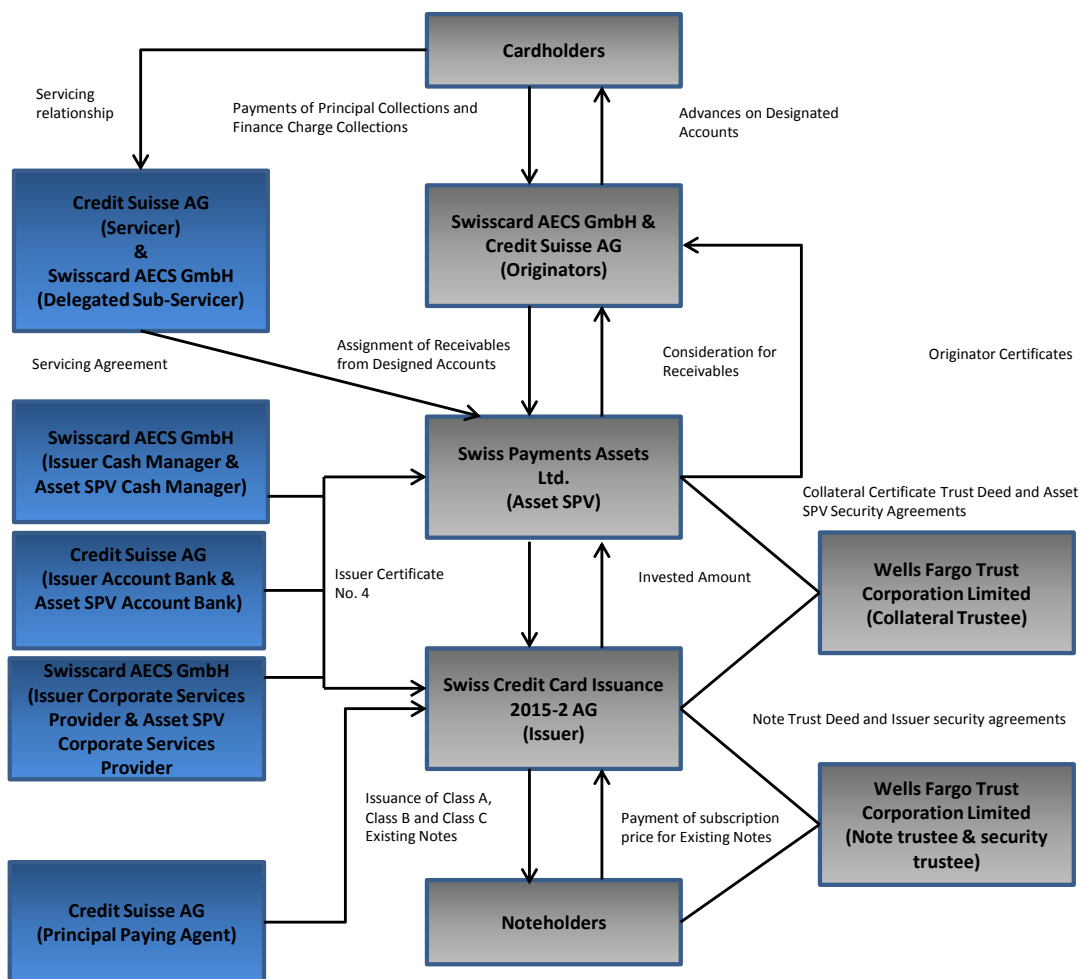 Cardholders
Servicing
relationship
Payments of Principal Collections and
Finance Charge Collections
Advances on Designated
Accounts
Credit Suisse AG
(Servicer)
&
Swisscard AECS GmbH
(Delegated Sub-Servicer)
Swisscard AECS GmbH &
Credit Suisse AG
(Originators)
Servicing Agreement
Assignment of Receivables
from Designed Accounts
Consideration for
Receivables
Originator Certificates
Swisscard AECS GmbH
(Issuer Cash Manager &
Asset SPV Cash Manager)
Swiss Payments Assets
Ltd.
(Asset SPV)
Collateral Certificate Trust Deed and Asset
SPV Security Agreements
Credit Suisse AG
(Issuer Account Bank &
Asset SPV Account Bank)
Issuer Certificate
No. 4
Invested Amount
Wells Fargo Trust
Corporation Limited
(Collateral Trustee)
Swisscard AECS GmbH
(Issuer Corporate Services
Provider & Asset SPV
Corporate Services
Provider
Swiss Credit Card Issuance
2015-2 AG
(Issuer)
Note Trust Deed and Issuer security agreements
Issuance of Class A,
Class B and Class C
Existing Notes
Payment of subscription
price for Existing Notes
Wells Fargo Trust
Corporation Limited
(Note trustee & security
trustee)
Credit Suisse AG
(Principal Paying Agent)
Noteholders